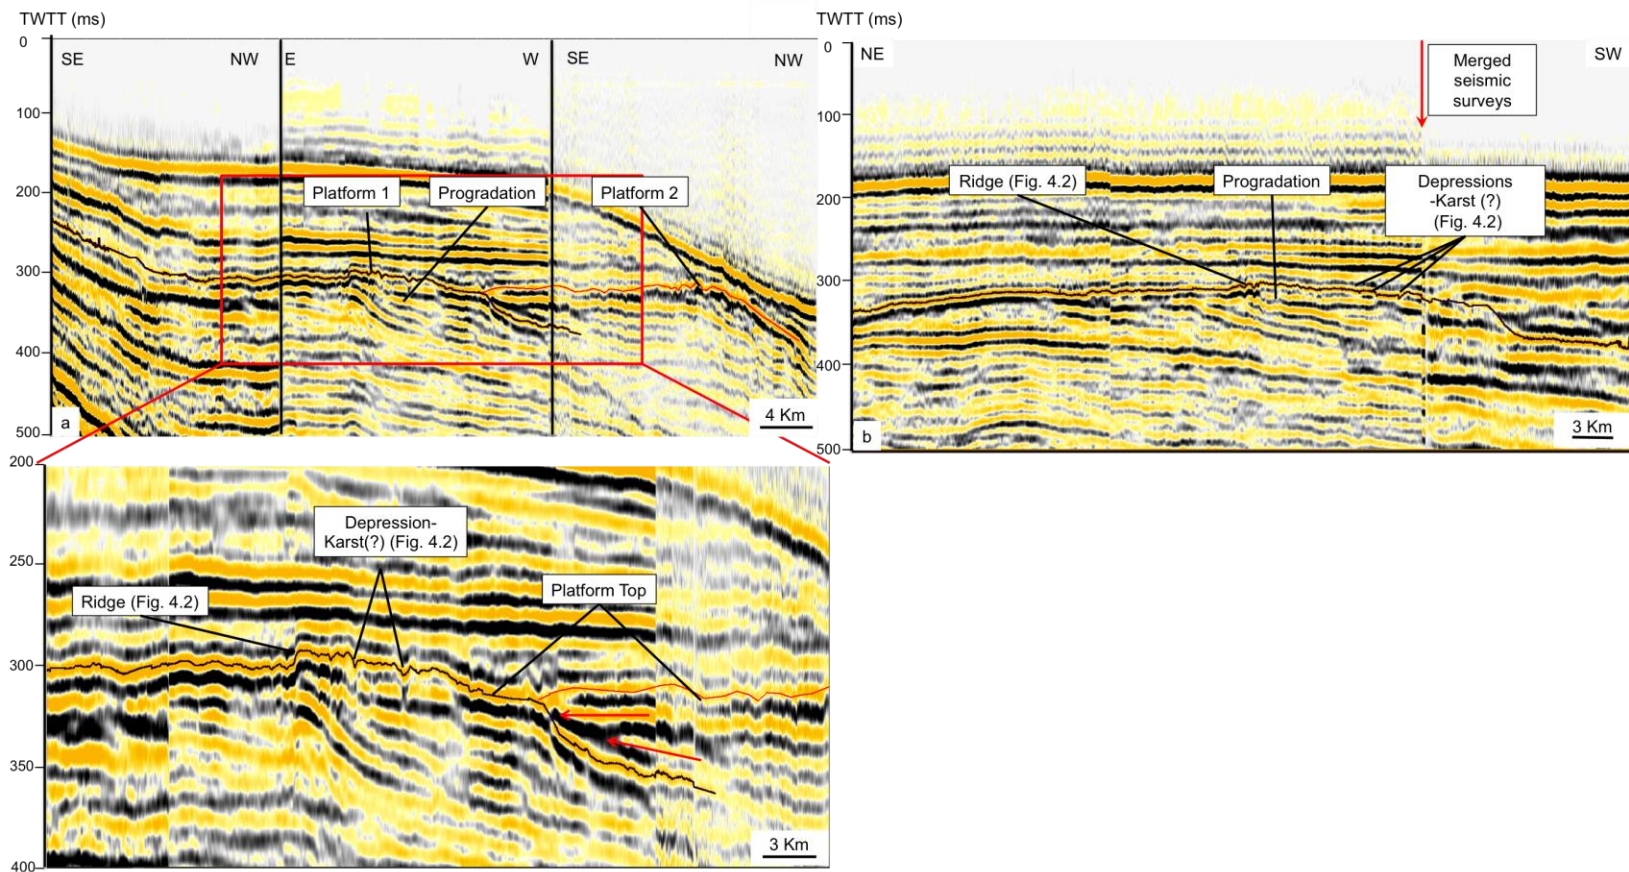 TWTT (ms)
0
100
200
300
400
500
SE
NW
E
W
SE
NW
Platform 1
Progradation
Platform 2
a
4 Km
TWTT (ms)
0
100
200
300
400
500
NE
SW
Merged
seismic
surveys
Ridge (Fig. 4.2)
Progradation
Depressions
-Karst (?)
(Fig. 4.2)
b
3 Km
200
250
300
350
400
Depression-
Karst(?) (Fig. 4.2)
Ridge (Fig. 4.2)
Platform Top
3 Km